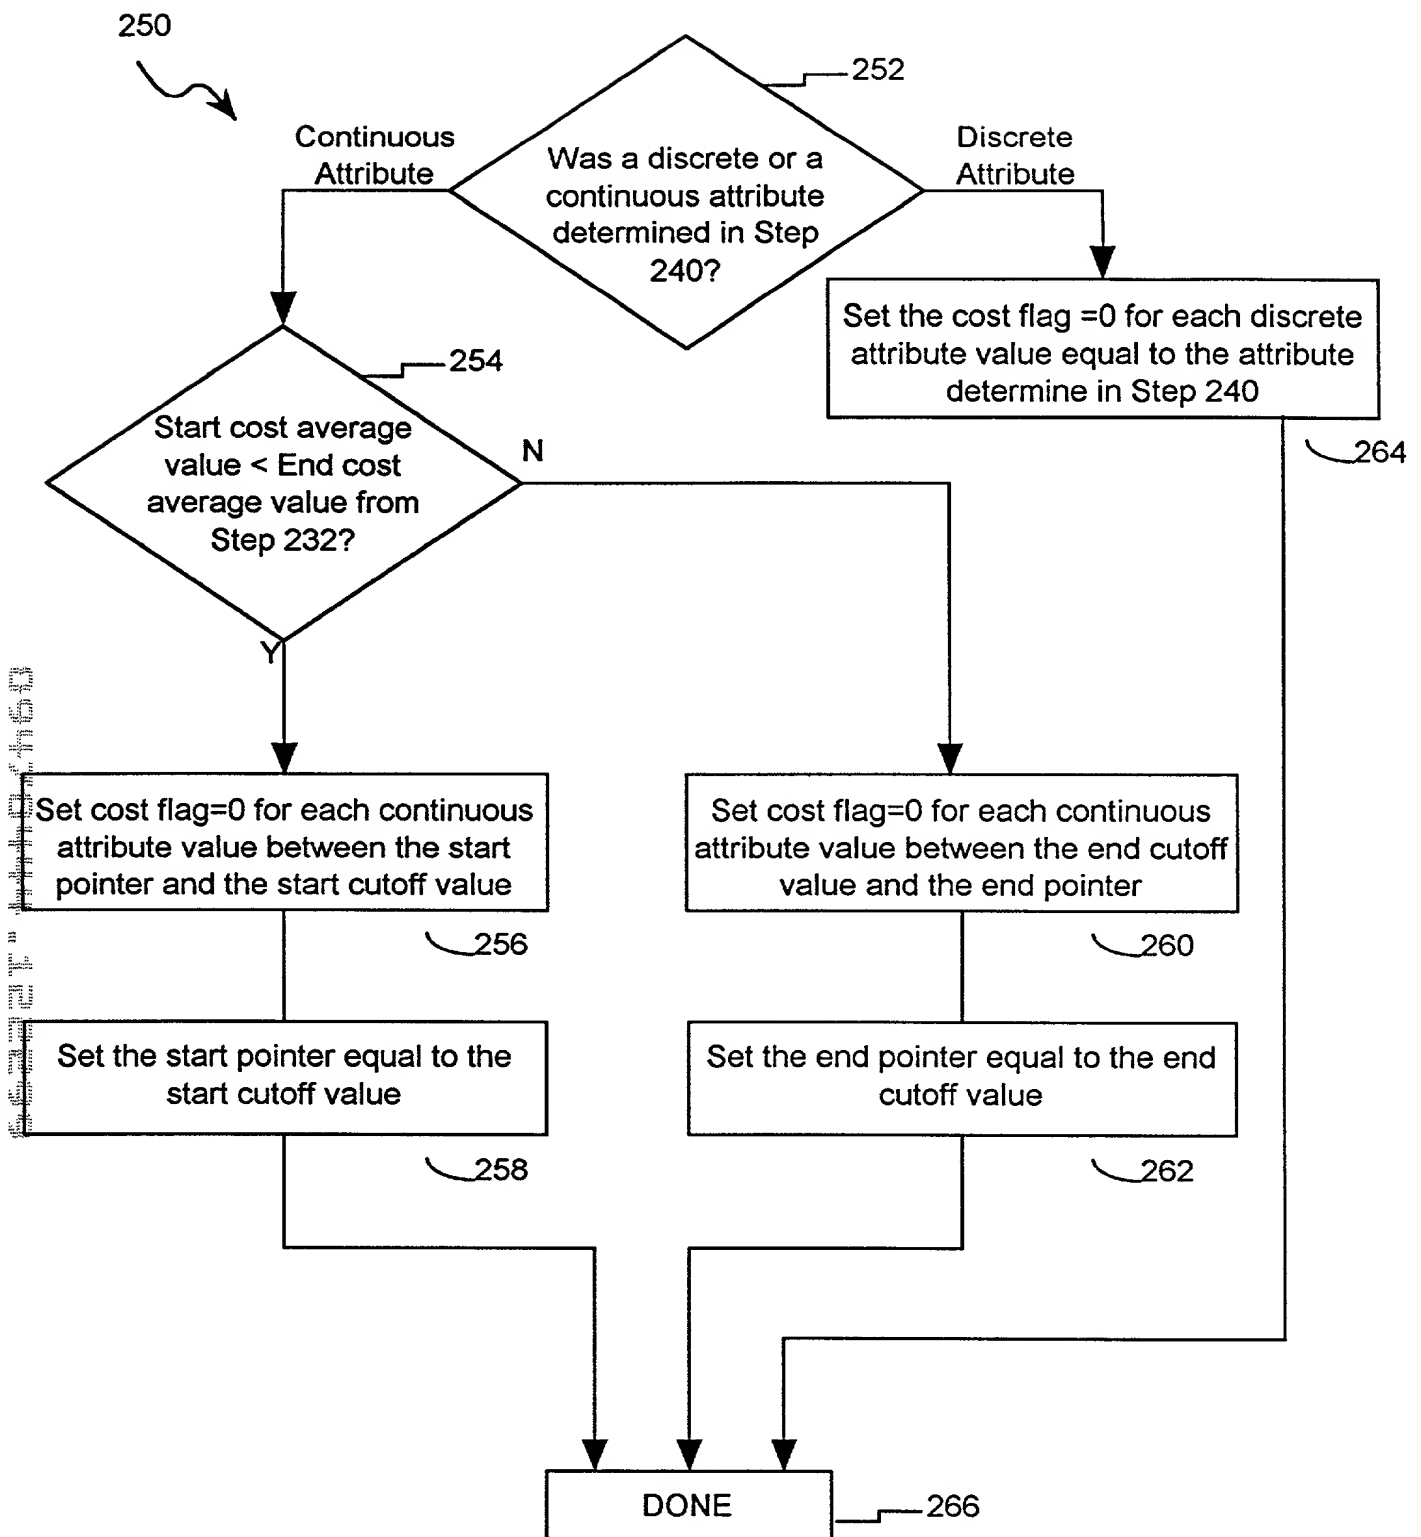 250
252
Continuous
Attribute
Was a discrete or a
continuous attribute
determined in Step
240?
Discrete
Attribute
Set the cost flag =0 for each discrete
attribute value equal to the attribute
determine in Step 240
264
254
Start cost average
value < End cost
average value from
Step 232?
N
Y
Set cost flag=0 for each continuous
attribute value between the start
pointer and the start cutoff value
256
Set cost flag=0 for each continuous
attribute value between the end cutoff
value and the end pointer
260
Set the start pointer equal to the
start cutoff value
258
Set the end pointer equal to the end
cutoff value
262
DONE
266